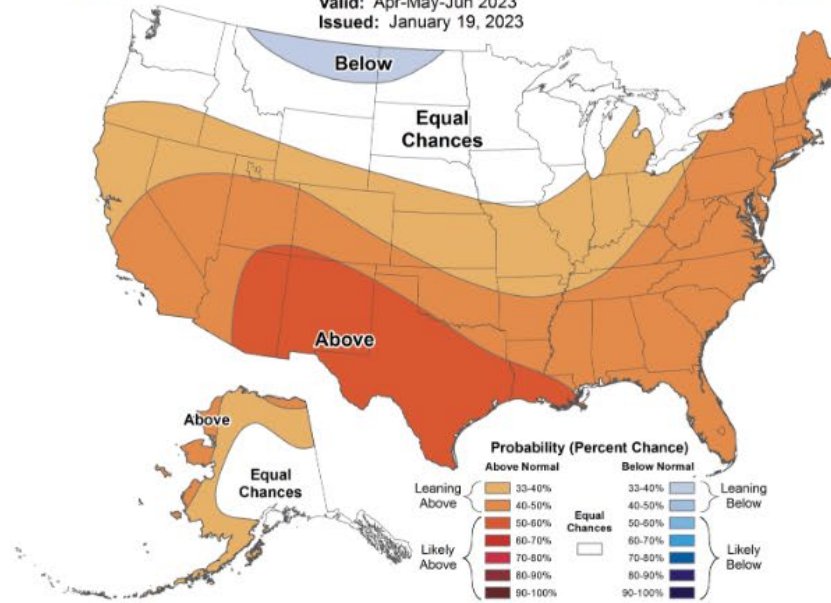 Valid: Apr-May-Jun 2023
Issued: January 19, 2023
Below
Equal
Chances
Above
Above
Equal
Chances
Probability (Percent Chance)
Above Normal
Below Normal
Leaning
Above
33-40%
40-50%
Likely
Above
50-60%
60-70%
70-80%
80-90%
90-100%
Equal
Chances
33-40%
40-50%
Leaning
Below
50-60%
60-70%
70-80%
80-90%
90-100%
Likely
Below